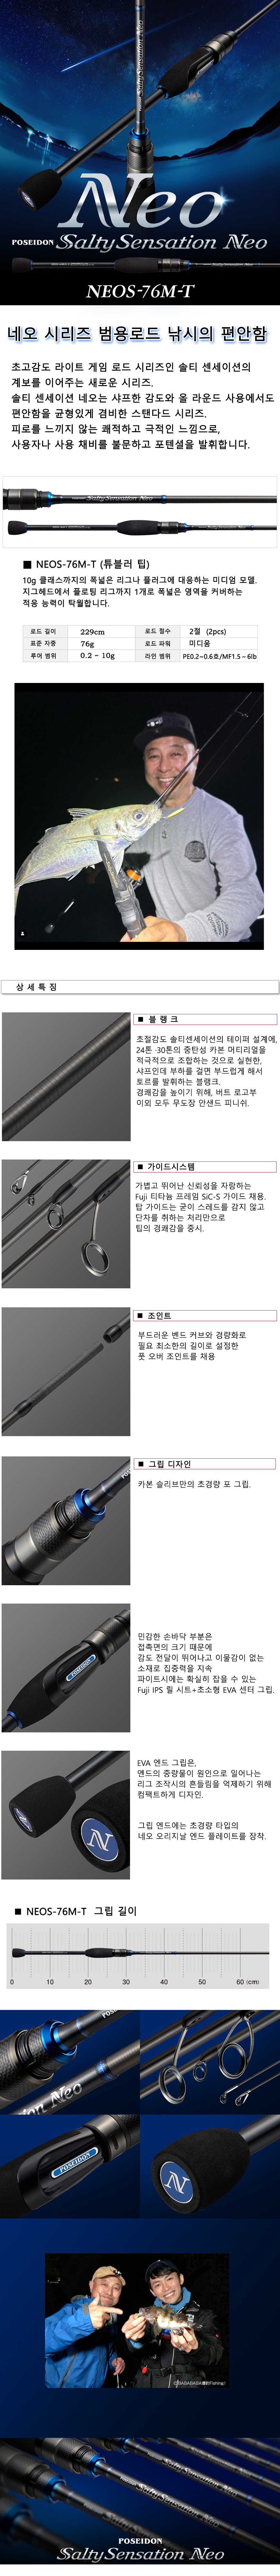 Salty Sensation Neo
Neo
POSEIDON Salty Sensation Neo
NEOS-76M-T
네오 시리즈 범용로드 낚시의 편안함
초고감도 라이트 게임 로드 시리즈인 솔티 센세이션의
계보를 이어주는 새로운 시리즈.
솔티 센세이션 네오는 샤프한 감도와 올 라운드 사용에서도
편안함을 균형있게 겸비한 스탠다드 시리즈.
피로를 느끼지 않는 쾌적하고 극적인 느낌으로,
사용자나 사용 채비를 불문하고 포텐셜을 발휘합니다.
Salty Sensation Neo
■ NEOS-76M-T (튜블러 팁)
10g 클래스까지의 폭넓은 리그나 플러그에 대응하는 미디엄 모델.
지그헤드에서 플로팅 리그까지 1개로 폭넓은 영역을 커버하는
적응 능력이 탁월합니다.
로드 길이 229cm 로드 절수 2절 (2pcs)
표준 자중 76g 로드 파워 미디움
루어 범위 0.2 – 10g 라인 범위 PE0.2~0.6호/MF1.5 ~ 6lb
상 세 특 징
■ 블 랭 크
초절감도 솔티센세이션의 테이퍼 설계에,
24톤·30톤의 중탄성 카본 머티리얼을
적극적으로 조합하는 것으로 실현한,
샤프인데 부하를 걸면 부드럽게 해서
토르를 발휘하는 블랭크.
경쾌감을 높이기 위해, 버트 로고부
이외 모두 무도장 안샌드 피니쉬.
■ 가이드시스템
가볍고 뛰어난 신뢰성을 자랑하는
Fuji 티타늄 프레임 SiC-S 가이드 채용.
탑 가이드는 굳이 스레드를 감지 않고
단차를 취하는 처리만으로
팁의 경쾌감을 중시.
■ 조인트
부드러운 벤드 커브와 경량화로
필요 최소한의 길이로 설정한
풋 오버 조인트를 채용
■ 그립 디자인
카본 슬리브만의 초경량 포 그립.
POSEIDON
민감한 손바닥 부분은
접촉면의 크기 때문에
감도 전달이 뛰어나고 이물감이 없는
소재로 집중력을 지속
파이트시에는 확실히 잡을 수 있는
Fuji IPS 릴 시트+초소형 EVA 센터 그립.
N
EVA 엔드 그립은,
엔드의 중량물이 원인으로 일어나는
리그 조작시의 흔들림을 억제하기 위해
컴팩트하게 디자인.
그립 엔드에는 초경량 타입의
네오 오리지날 엔드 플레이트를 장착.
■ NEOS-76M-T 그립 길이
0 10 20 30 40 50 60 (cm)
Neo
POSEIDON
N
Salty Sensation Neo
POSEIDON
Salty Sensation Neo